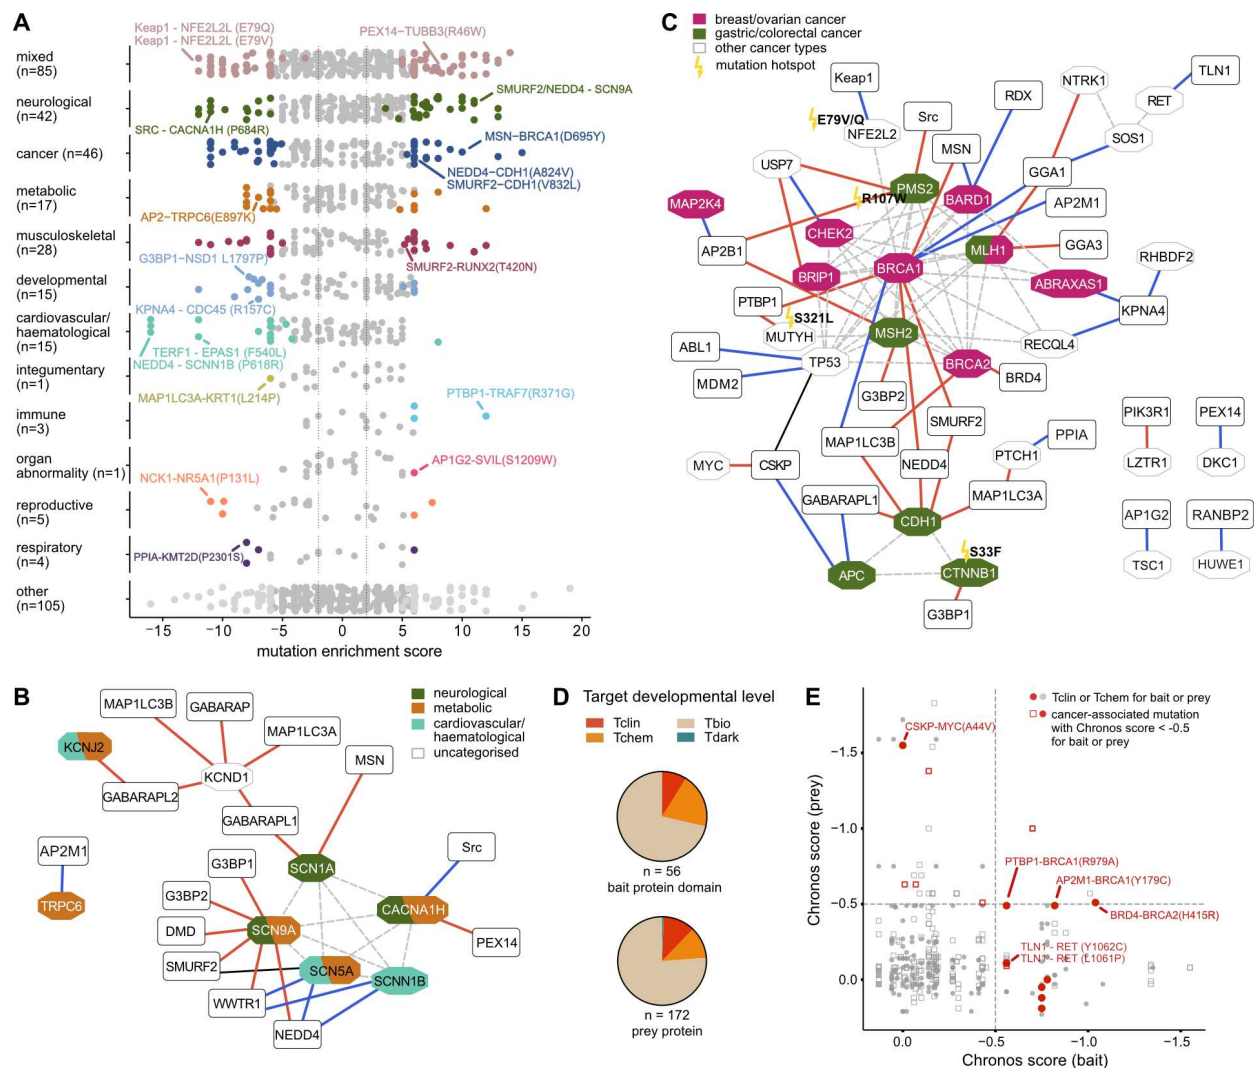 A
Keap1 - NFE2L2L (E79Q)
Keap1 - NFE2L2L (E79V)
PEX14−TUBB3(R46W)
mixed
(n=85)
SMURF2/NEDD4 - SCN9A
neurological
(n=42)
SRC - CACNA1H (P684R)
MSN−BRCA1(D695Y)
cancer (n=46)
NEDD4−CDH1(A824V)
SMURF2−CDH1(V832L)
metabolic
(n=17)
AP2−TRPC6(E897K)
musculoskeletal
(n=28)
G3BP1−NSD1 L1797P)
SMURF2-RUNX2(T420N)
developmental
(n=15)
KPNA4 - CDC45 (R157C)
cardiovascular/
haematological
(n=15)
TERF1 - EPAS1 (F540L)
NEDD4 - SCNN1B (P618R)
integumentary
(n=1)
MAP1LC3A-KRT1(L214P)
PTBP1-TRAF7(R371G)
immune
(n=3)
organ
abnormality (n=1)
AP1G2-SVIL(S1209W)
NCK1-NR5A1(P131L)
reproductive
(n=5)
respiratory
(n=4)
PPIA-KMT2D(P2301S)
other
(n=105)
−15 −10 −5 0 5 10 15 20
mutation enrichment score
C
breast/ovarian cancer
gastric/colorectal cancer
other cancer types
mutation hotspot
Keap1
NTRK1
TLN1
RET
RDX
E79V/Q
NFE2L2
Src
SOS1
MSN
USP7
GGA1
PMS2
R107W
BARD1
MAP2K4
AP2M1
CHEK2
AP2B1
MLH1
GGA3
RHBDF2
BRIP1
BRCA1
ABRAXAS1
PTBP1
KPNA4
S321L
MUTYH
MSH2
RECQL4
ABL1
TP53
BRCA2
MDM2
BRD4
G3BP2
PIK3R1
PEX14
SMURF2
MAP1LC3B
PPIA
PTCH1
MYC
CSKP
NEDD4
LZTR1
DKC1
GABARAPL1
MAP1LC3A
CDH1
AP1G2
RANBP2
S33F
APC
CTNNB1
TSC1
HUWE1
G3BP1
B
neurological
metabolic
cardiovascular/
haematological
uncategorised
MAP1LC3B
GABARAP
MAP1LC3A
KCNJ2
KCND1
MSN
GABARAPL2
GABARAPL1
AP2M1
G3BP1
Src
SCN1A
G3BP2
TRPC6
CACNA1H
DMD
SCN9A
PEX14
SMURF2
SCN5A
SCNN1B
WWTR1
NEDD4
D
Target developmental level
Tclin
Tbio
Tchem
Tdark
n = 56
bait protein domain
n = 172
prey protein
E
Tclin or Tchem for bait or prey
cancer-associated mutation
with Chronos score < -0.5
for bait or prey
CSKP-MYC(A44V)
−1.5
−1.0
PTBP1-BRCA1(R979A)
AP2M1-BRCA1(Y179C)
−0.5
BRD4-BRCA2(H415R)
TLN1 - RET (Y1062C)
TLN1 - RET (L1061P)
0.0
Chronos score (prey)
0.0 −0.5 −1.0 −1.5
Chronos score (bait)